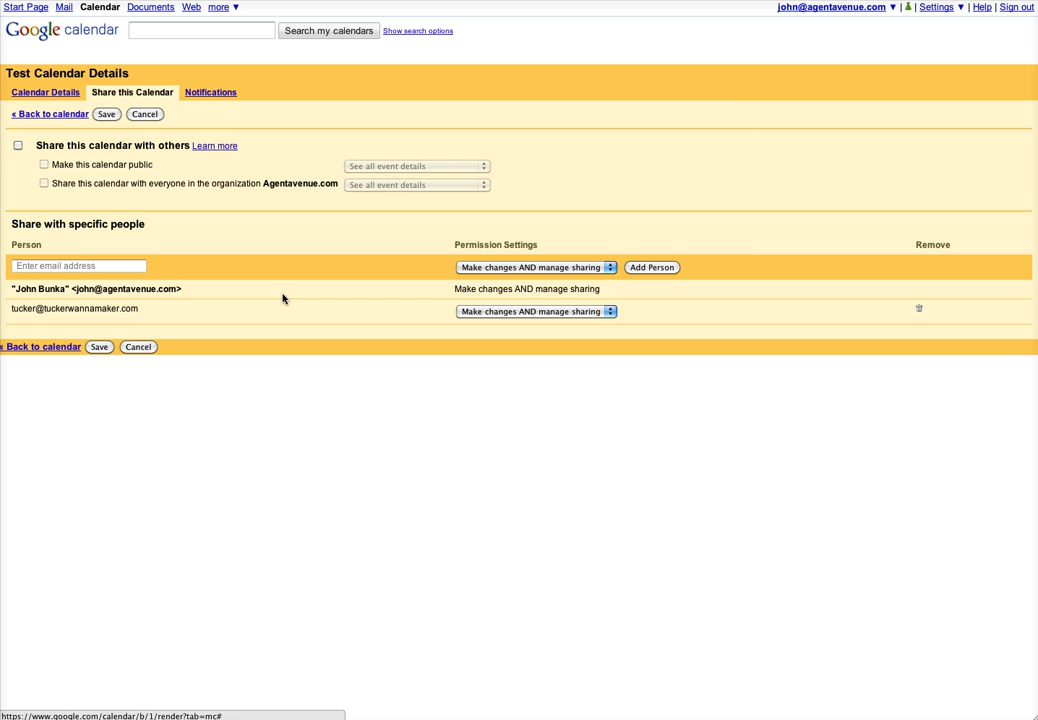 Start Page Mail Calendar Documents Web more ▼ john@agentavenue.com ▼ | | Settings ▼ | Help | Sign out
Google calendar Search my calendars Show search options
Test Calendar Details
Calendar Details Share this Calendar Notifications
« Back to calendar Save Cancel
Share this calendar with others Learn more
Make this calendar public See all event details
Share this calendar with everyone in the organization Agentavenue.com See all event details
Share with specific people
Person Permission Settings Remove
Enter email address Make changes AND manage sharing Add Person
"John Bunka" <john@agentavenue.com> Make changes AND manage sharing
tucker@tuckerwannamaker.com Make changes AND manage sharing
« Back to calendar Save Cancel
https://www.google.com/calendar/b/1/render?tab=mc#